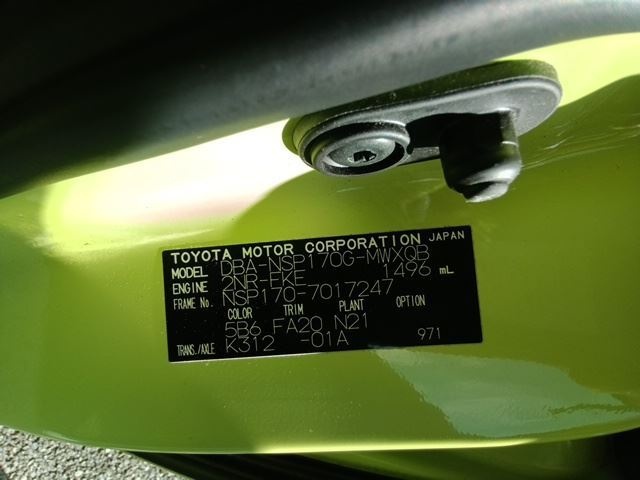 TOYOTA MOTOR CORPORATION JAPAN
MODEL DBA-NSP170G-MWXQB
ENGINE 2NR-FKE 1496 mL
FRAME No. NSP170-7017247
COLOR TRIM PLANT OPTION
5B6 FA20 N21
TRANS./AXLE K312 -01A 971